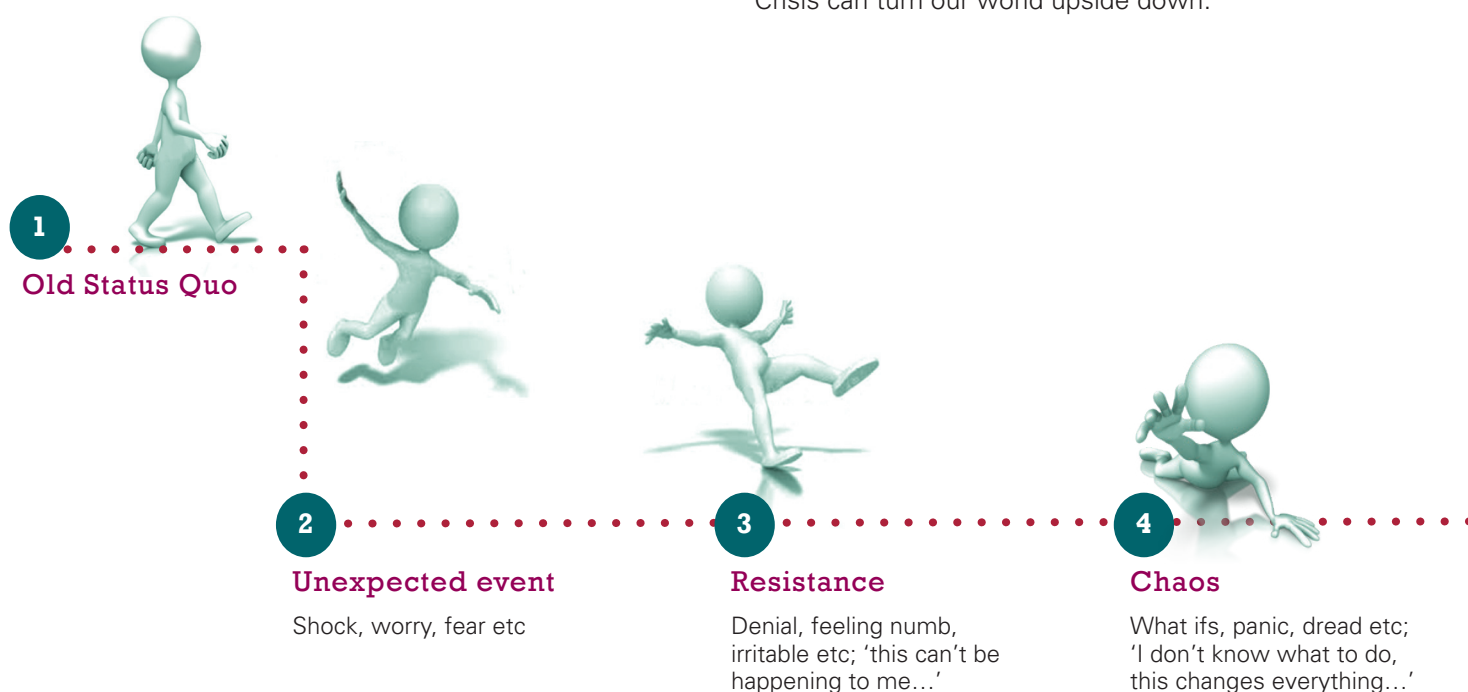 Crisis can turn our world upside down.
1
Old Status Quo
2
Unexpected event
Shock, worry, fear etc
3
Resistance
Denial, feeling numb,
irritable etc; ‘this can’t be
happening to me…’
4
Chaos
What ifs, panic, dread etc;
‘I don’t know what to do,
this changes everything…’